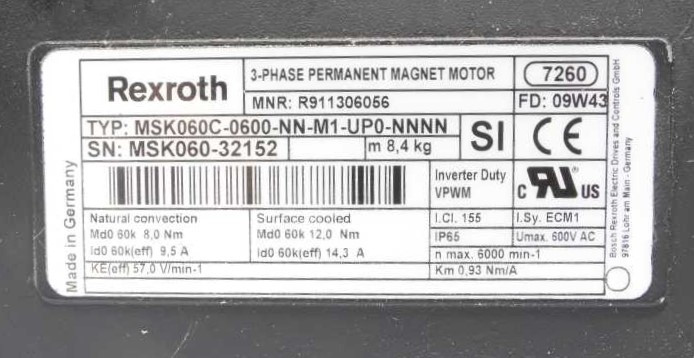 Rexroth
3-PHASE PERMANENT MAGNET MOTOR
7260
MNR: R911306056
FD: 09W43
TYP: MSK060C-0600-NN-M1-UP0-NNNN
SN: MSK060-32152
m 8,4 kg
SI
CE
Inverter Duty
VPWM
c RU US
Natural convection
Md0 60k 8,0 Nm
Id0 60k(eff) 9,5 A
KE(eff) 57,0 V/min-1
Surface cooled
Md0 60k 12,0 Nm
Id0 60k(eff) 14,3 A
I.Cl. 155
I.Sy. ECM1
IP65
Umax. 600V AC
n max. 6000 min-1
Km 0,93 Nm/A
Made in Germany
Bosch Rexroth Electric Drives and Controls GmbH
97816 Lohr am Main - Germany